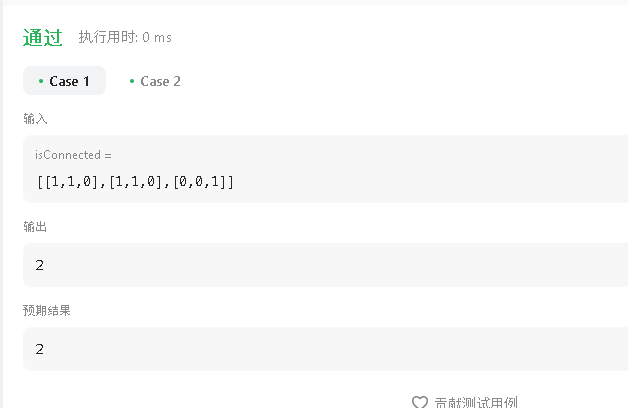 通过 执行用时: 0 ms
Case 1 Case 2
输入
isConnected =
[[1,1,0],[1,1,0],[0,0,1]]
输出
2
预期结果
2
贡献测试用例